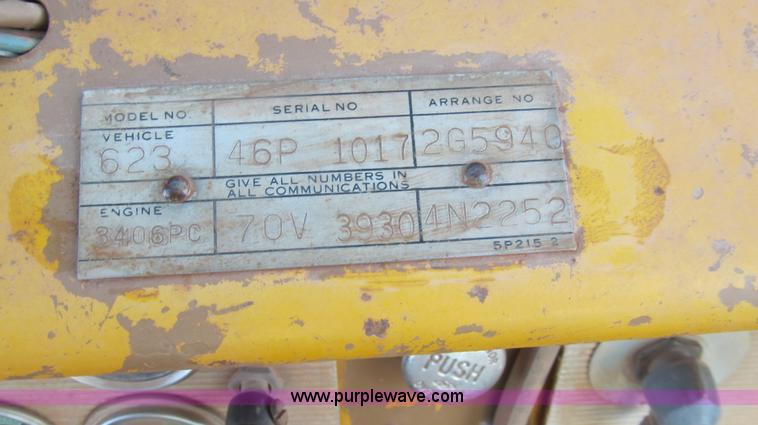 MODEL NO. SERIAL NO. ARRANGE NO
VEHICLE
623 46P 1017 2G5940
GIVE ALL NUMBERS IN
ALL COMMUNICATIONS
ENGINE
3406PC 70V 3930 4N2252
5P215 2
PUSH
www.purplewave.com